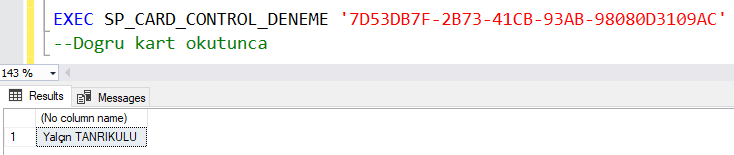 EXEC SP_CARD_CONTROL_DENEME '7D53DB7F-2B73-41CB-93AB-98080D3109AC'
--Dogru kart okutunca
143 %
Results Messages
(No column name)
1 Yalçın TANRIKULU